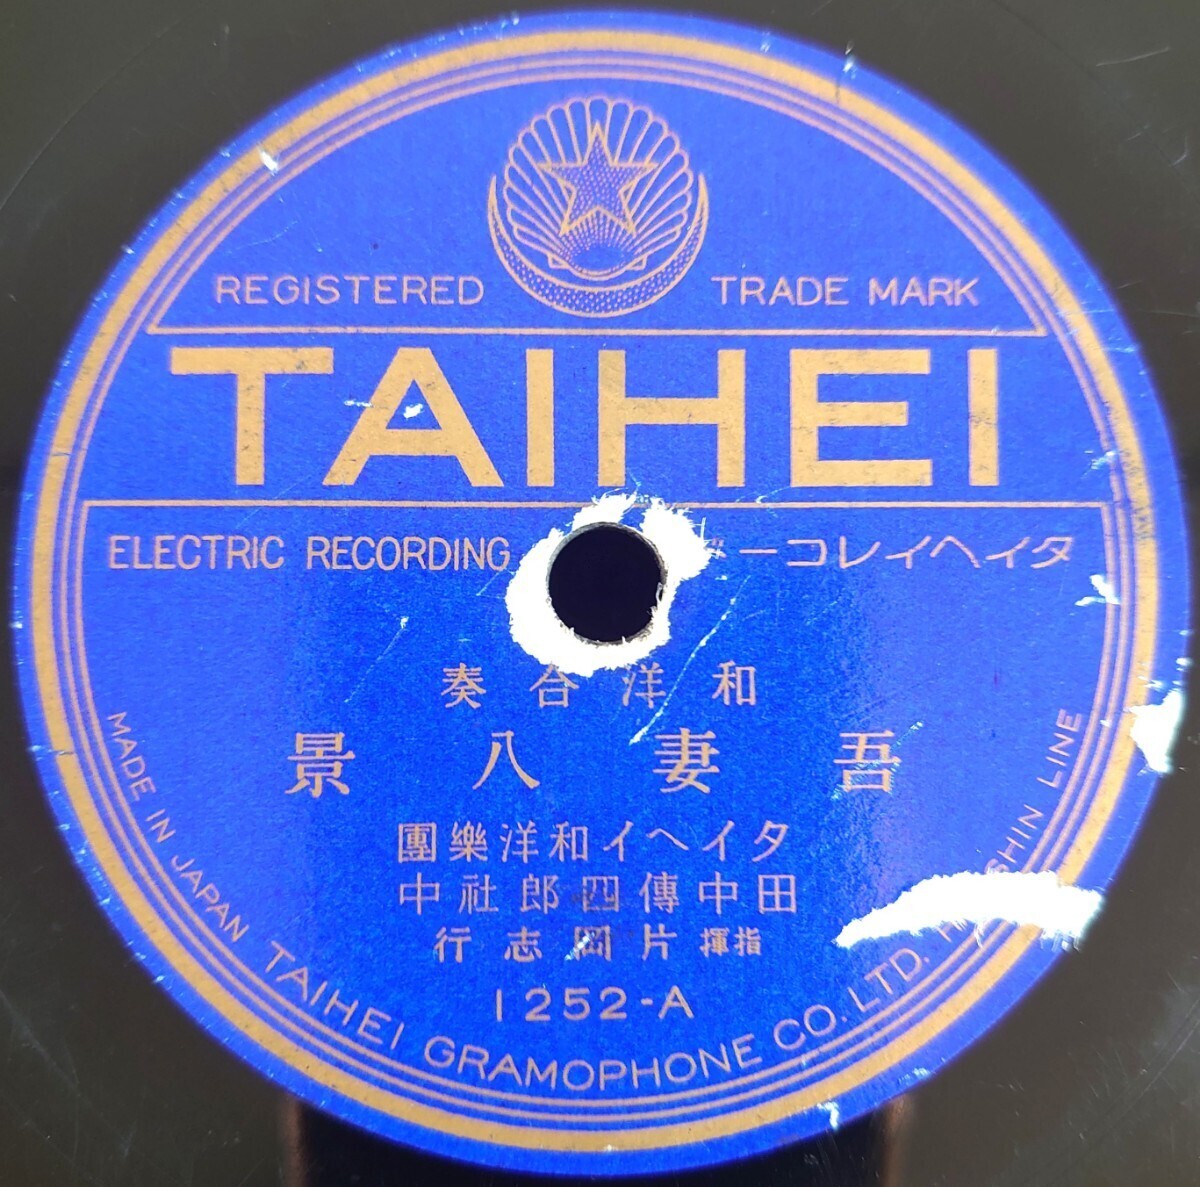 REGISTERED TRADE MARK
TAIHEI
ELECTRIC RECORDING
タイヘイレコー
和洋合奏
吾妻八景
タイヘイ和洋樂團
田中傳四郎社中
指揮 片岡志行
1252-A
MADE IN JAPAN TAIHEI GRAMOPHONE CO. LTD. LINE